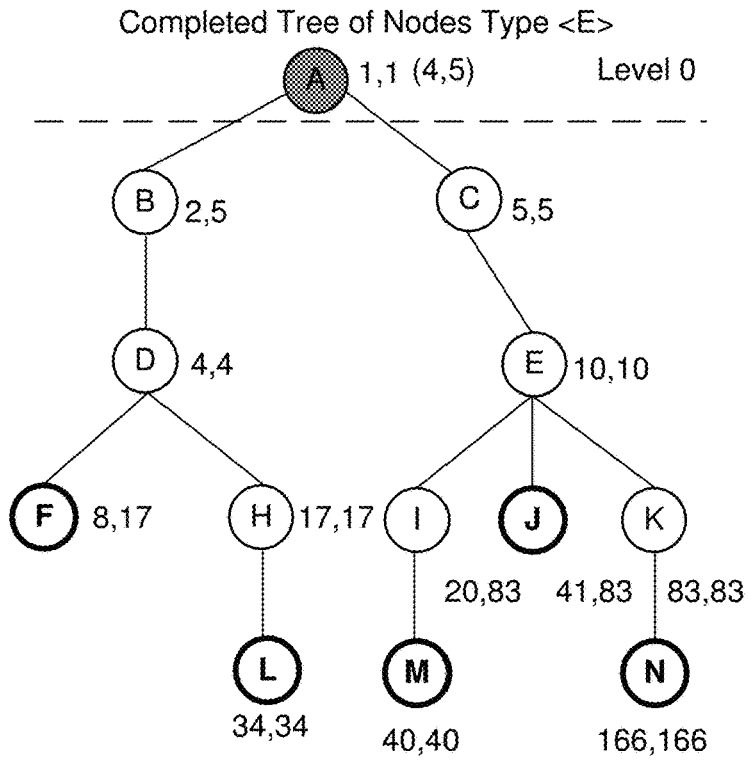 Completed Tree of Nodes Type <E>
A 1,1 (4,5) Level 0
B 2,5 C 5,5
D 4,4 E 10,10
F 8,17 H 17,17 I J K
20,83 41,83 83,83
L M N
34,34 40,40 166,166